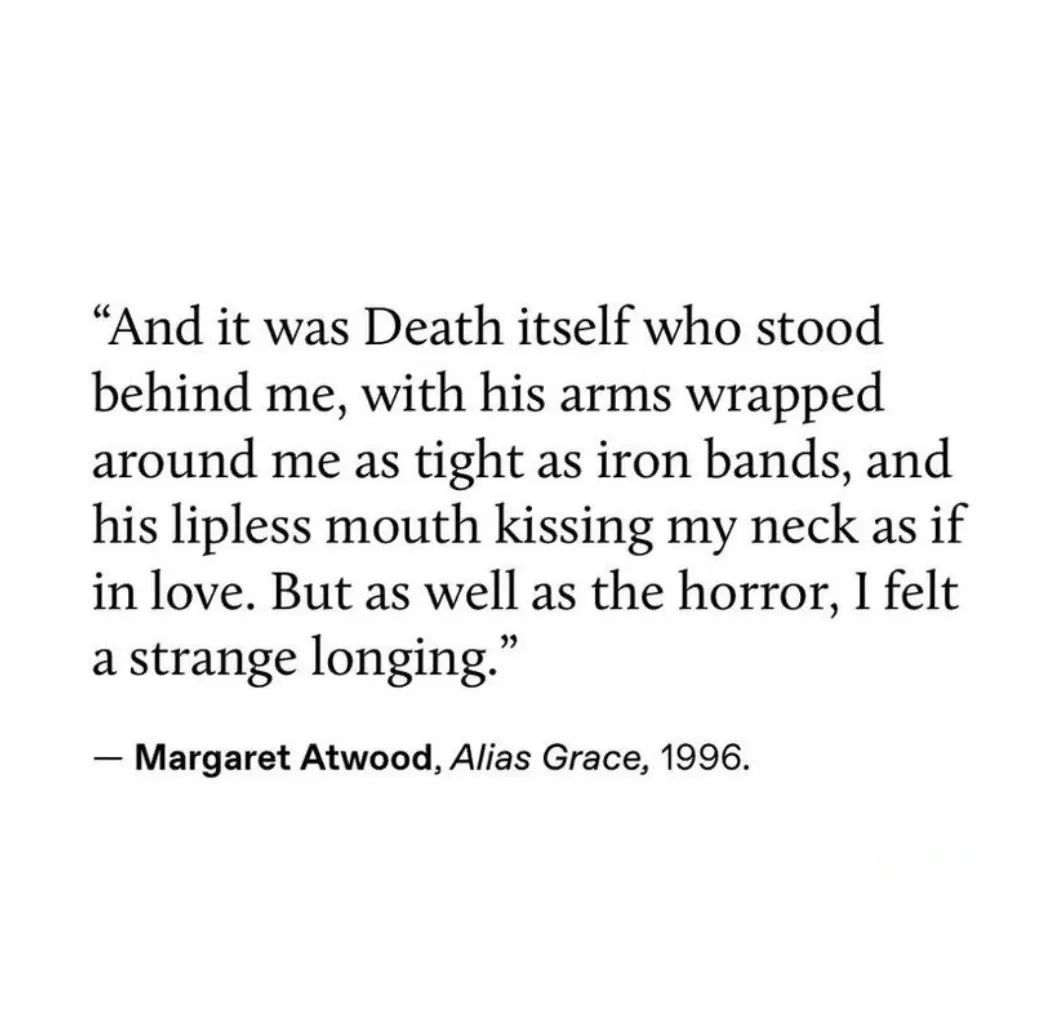 “And it was Death itself who stood
behind me, with his arms wrapped
around me as tight as iron bands, and
his lipless mouth kissing my neck as if
in love. But as well as the horror, I felt
a strange longing.”
— Margaret Atwood, Alias Grace, 1996.